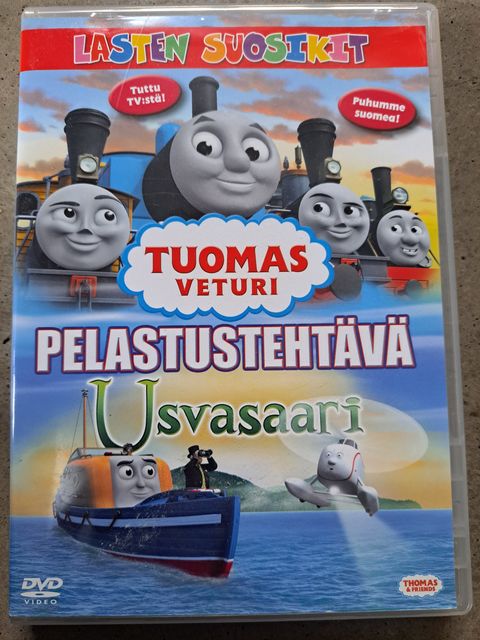 LASTEN SUOSIKIT
Tuttu
TV:stä!
Puhumme
suomea!
TUOMAS
VETURI
PELASTUSTEHTÄVÄ
Usvasaari
DVD
VIDEO
THOMAS
& FRIENDS